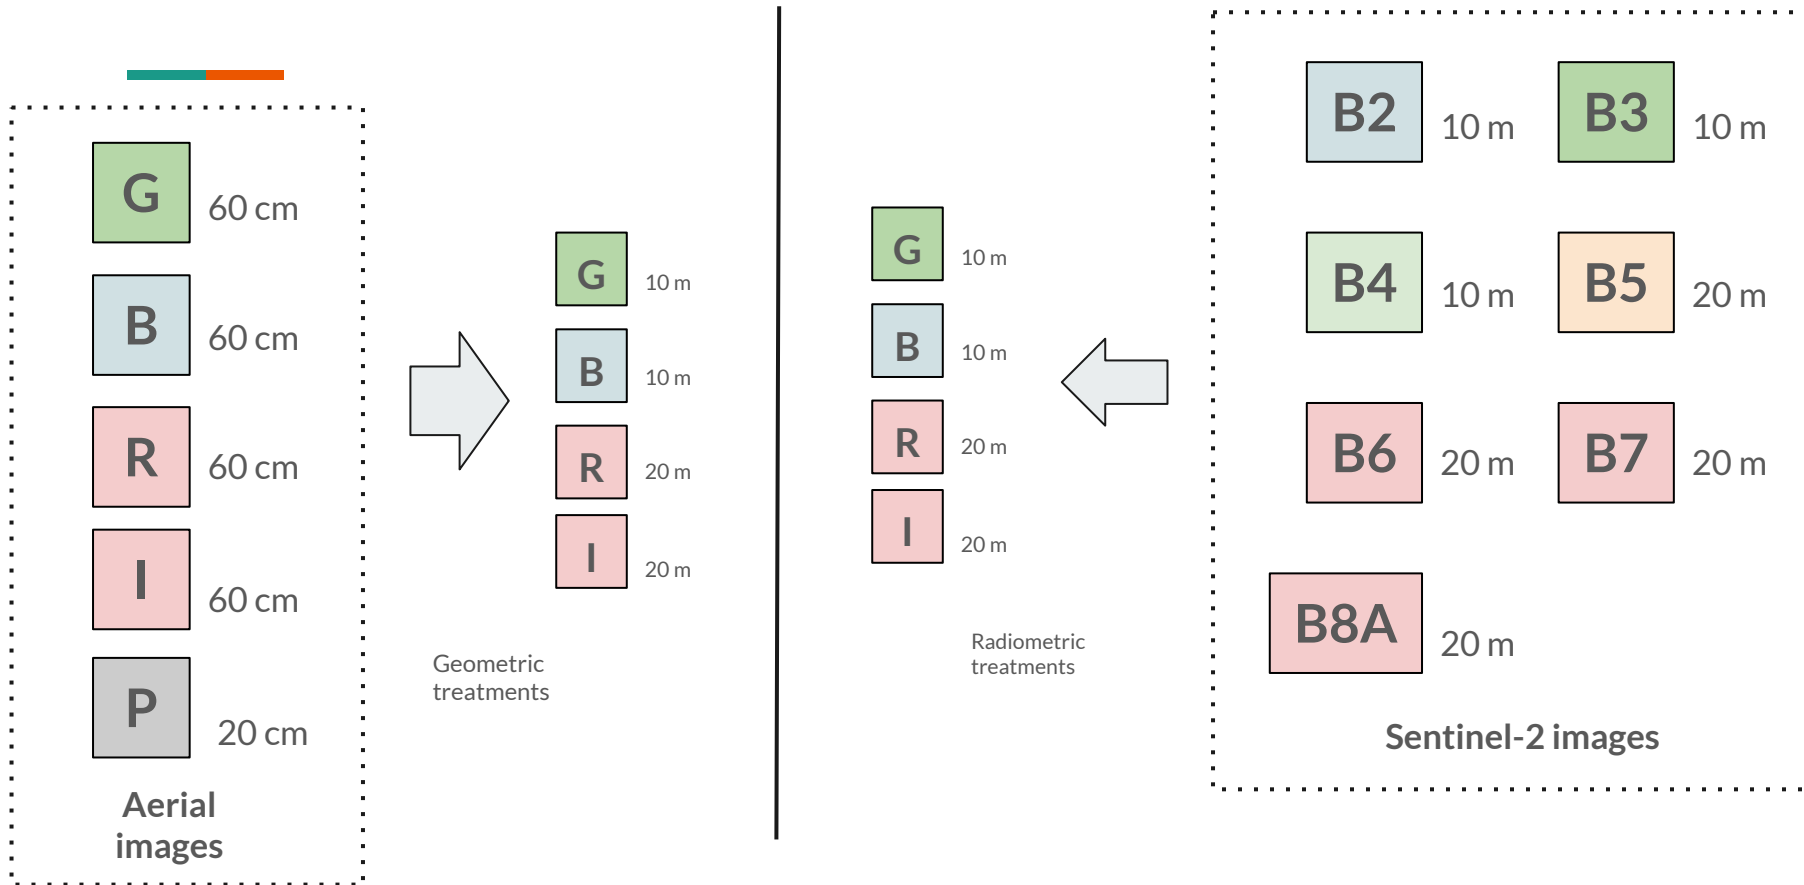 G
60 cm
B
60 cm
R
60 cm
I
60 cm
P
20 cm
Aerial
images
G
10 m
B
10 m
R
20 m
I
20 m
Geometric
treatments
G
10 m
B
10 m
R
20 m
I
20 m
Radiometric
treatments
B2
10 m
B3
10 m
B4
10 m
B5
20 m
B6
20 m
B7
20 m
B8A
20 m
Sentinel-2 images